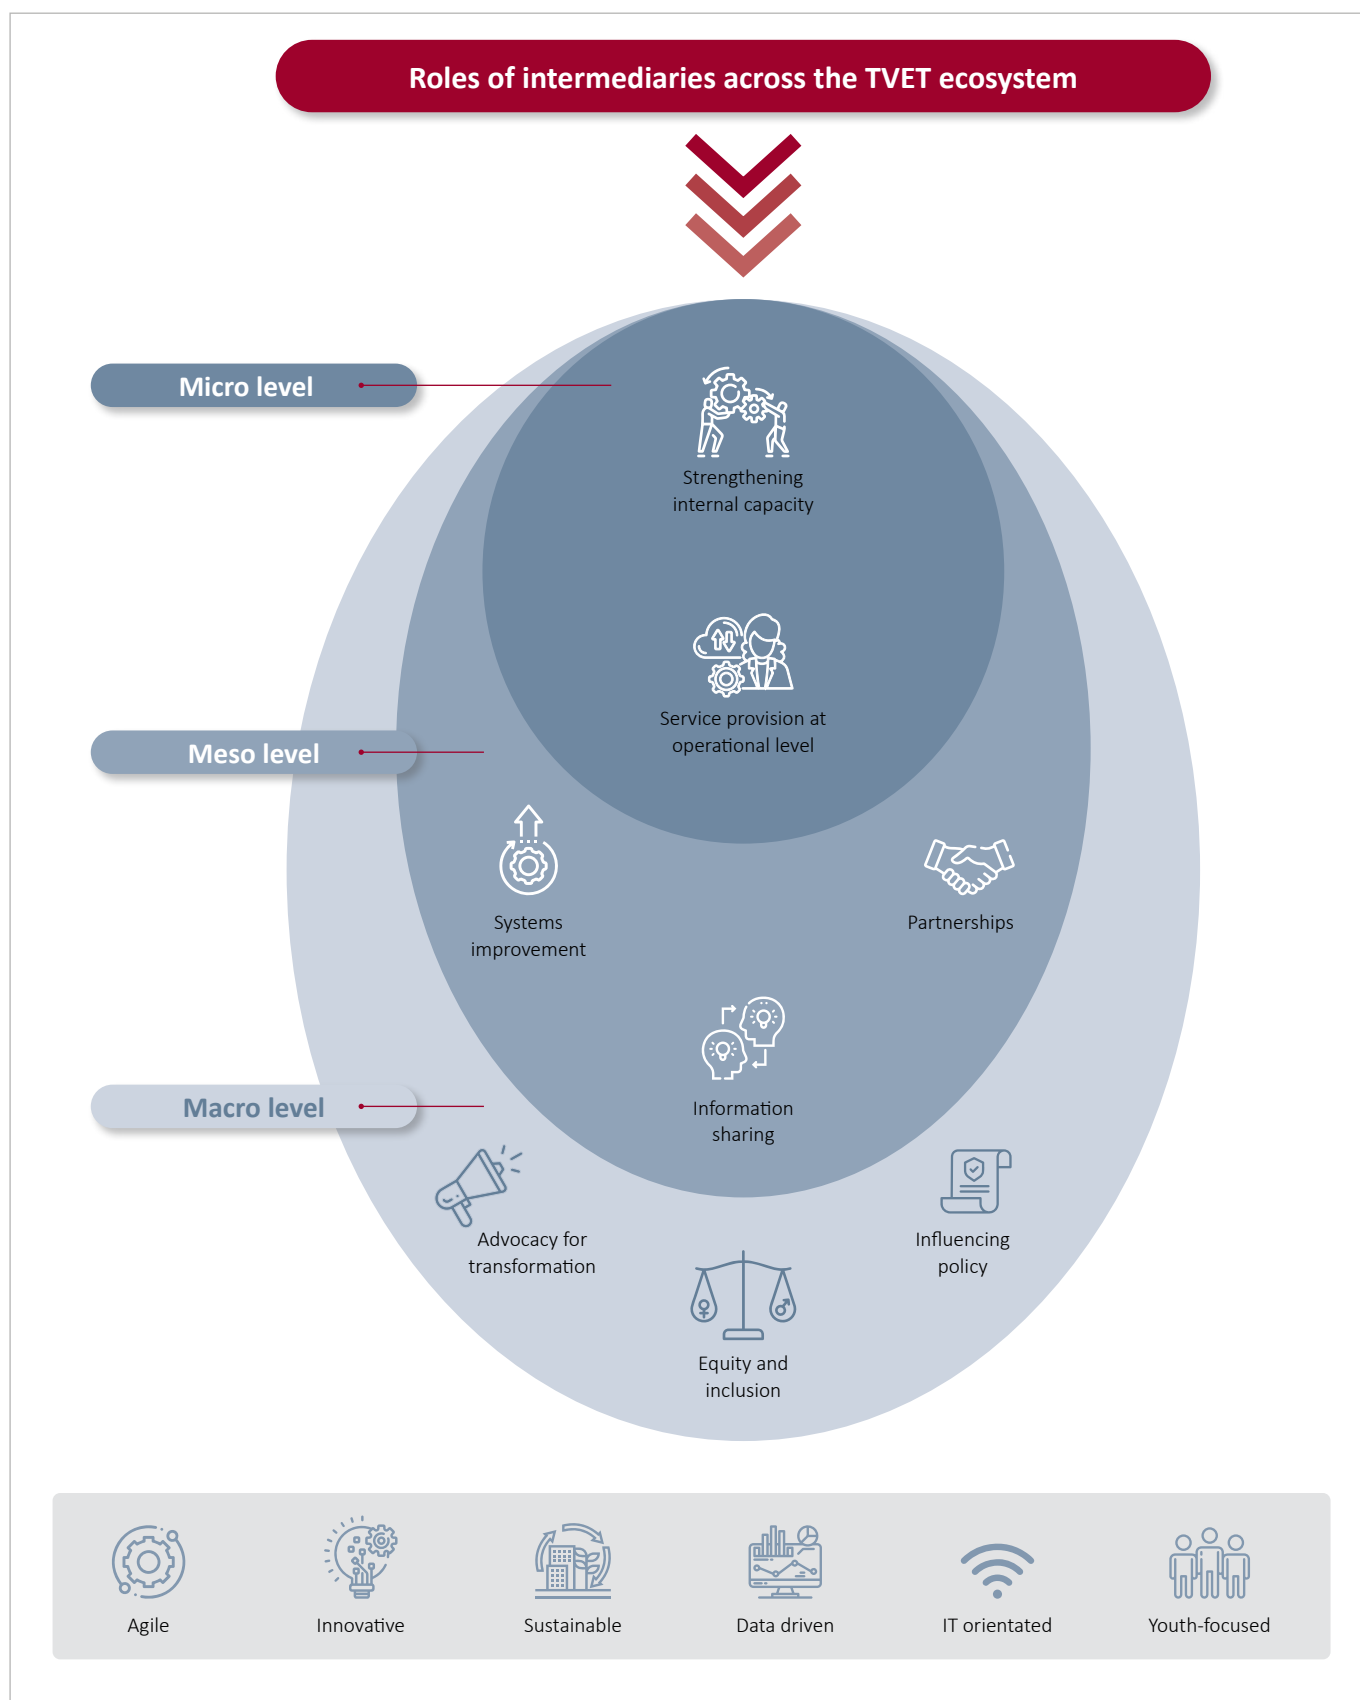 Roles of intermediaries across the TVET ecosystem
Micro level
Strengthening
internal capacity
Service provision at
operational level
Meso level
Systems
improvement
Partnerships
Information
sharing
Macro level
Advocacy for
transformation
Influencing
policy
Equity and
inclusion
Agile
Innovative
Sustainable
Data driven
IT orientated
Youth-focused